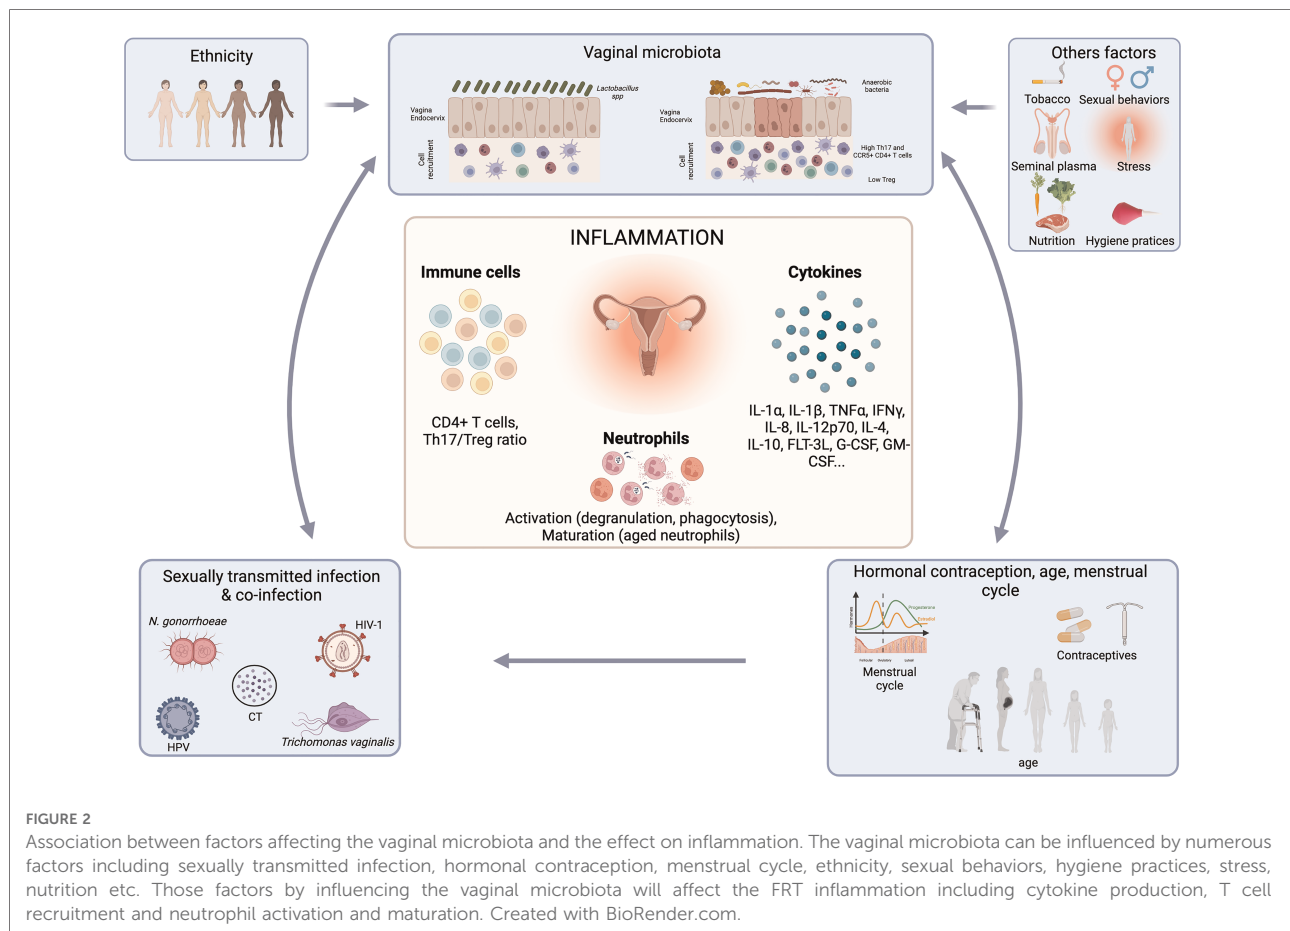 Ethnicity
Vaginal microbiota
Lactobacillus
spp
Vagina
Endocervix
Cell
recruitment
Anaerobic
bacteria
Vagina
Endocervix
Cell
recruitment
High Th17 and
CCR5+ CD4+ T cells
Low Treg
Others factors
Tobacco
Sexual behaviors
Seminal plasma
Stress
Nutrition
Hygiene pratices
INFLAMMATION
Immune cells
CD4+ T cells,
Th17/Treg ratio
Cytokines
IL-1α, IL-1β, TNFα, IFNγ,
IL-8, IL-12p70, IL-4,
IL-10, FLT-3L, G-CSF, GM-
CSF...
Neutrophils
Activation (degranulation, phagocytosis),
Maturation (aged neutrophils)
Sexually transmitted infection
& co-infection
N. gonorrhoeae
HIV-1
CT
HPV
Trichomonas vaginalis
Hormonal contraception, age, menstrual
cycle
Hormones
Progesterone
Estradiol
Follicular
Ovulatory
Luteal
Menstrual
cycle
Contraceptives
age
FIGURE 2
Association between factors affecting the vaginal microbiota and the effect on inflammation. The vaginal microbiota can be influenced by numerous
factors including sexually transmitted infection, hormonal contraception, menstrual cycle, ethnicity, sexual behaviors, hygiene practices, stress,
nutrition etc. Those factors by influencing the vaginal microbiota will affect the FRT inflammation including cytokine production, T cell
recruitment and neutrophil activation and maturation. Created with BioRender.com.